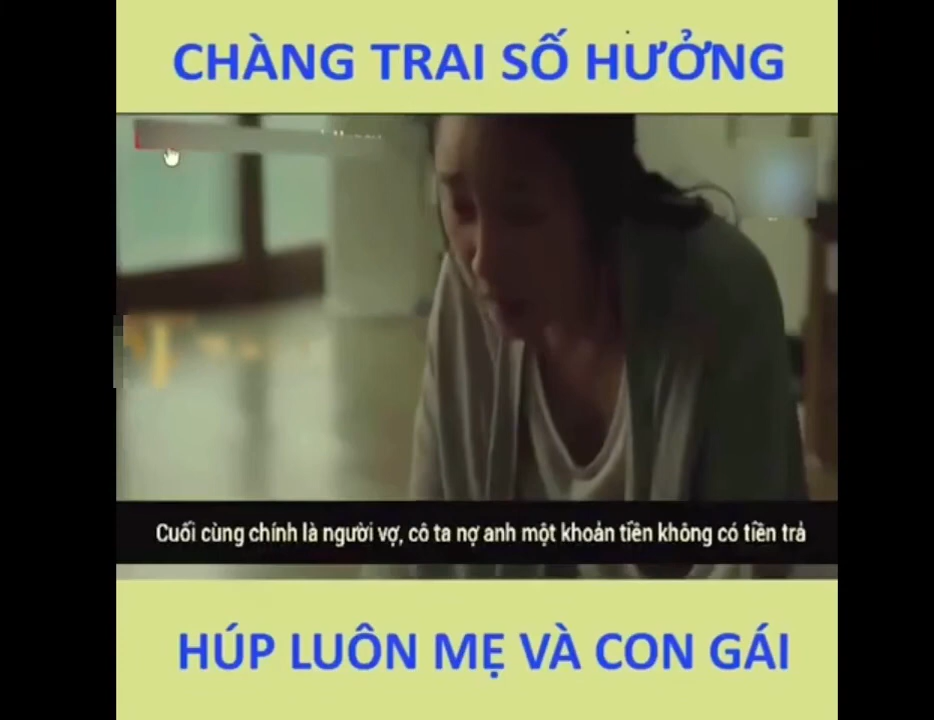 CHÀNG TRAI SỐ HƯỞNG
Cuối cùng chính là người vợ, cô ta nợ anh một khoản tiền không có tiền trả
HÚP LUÔN MẸ VÀ CON GÁI